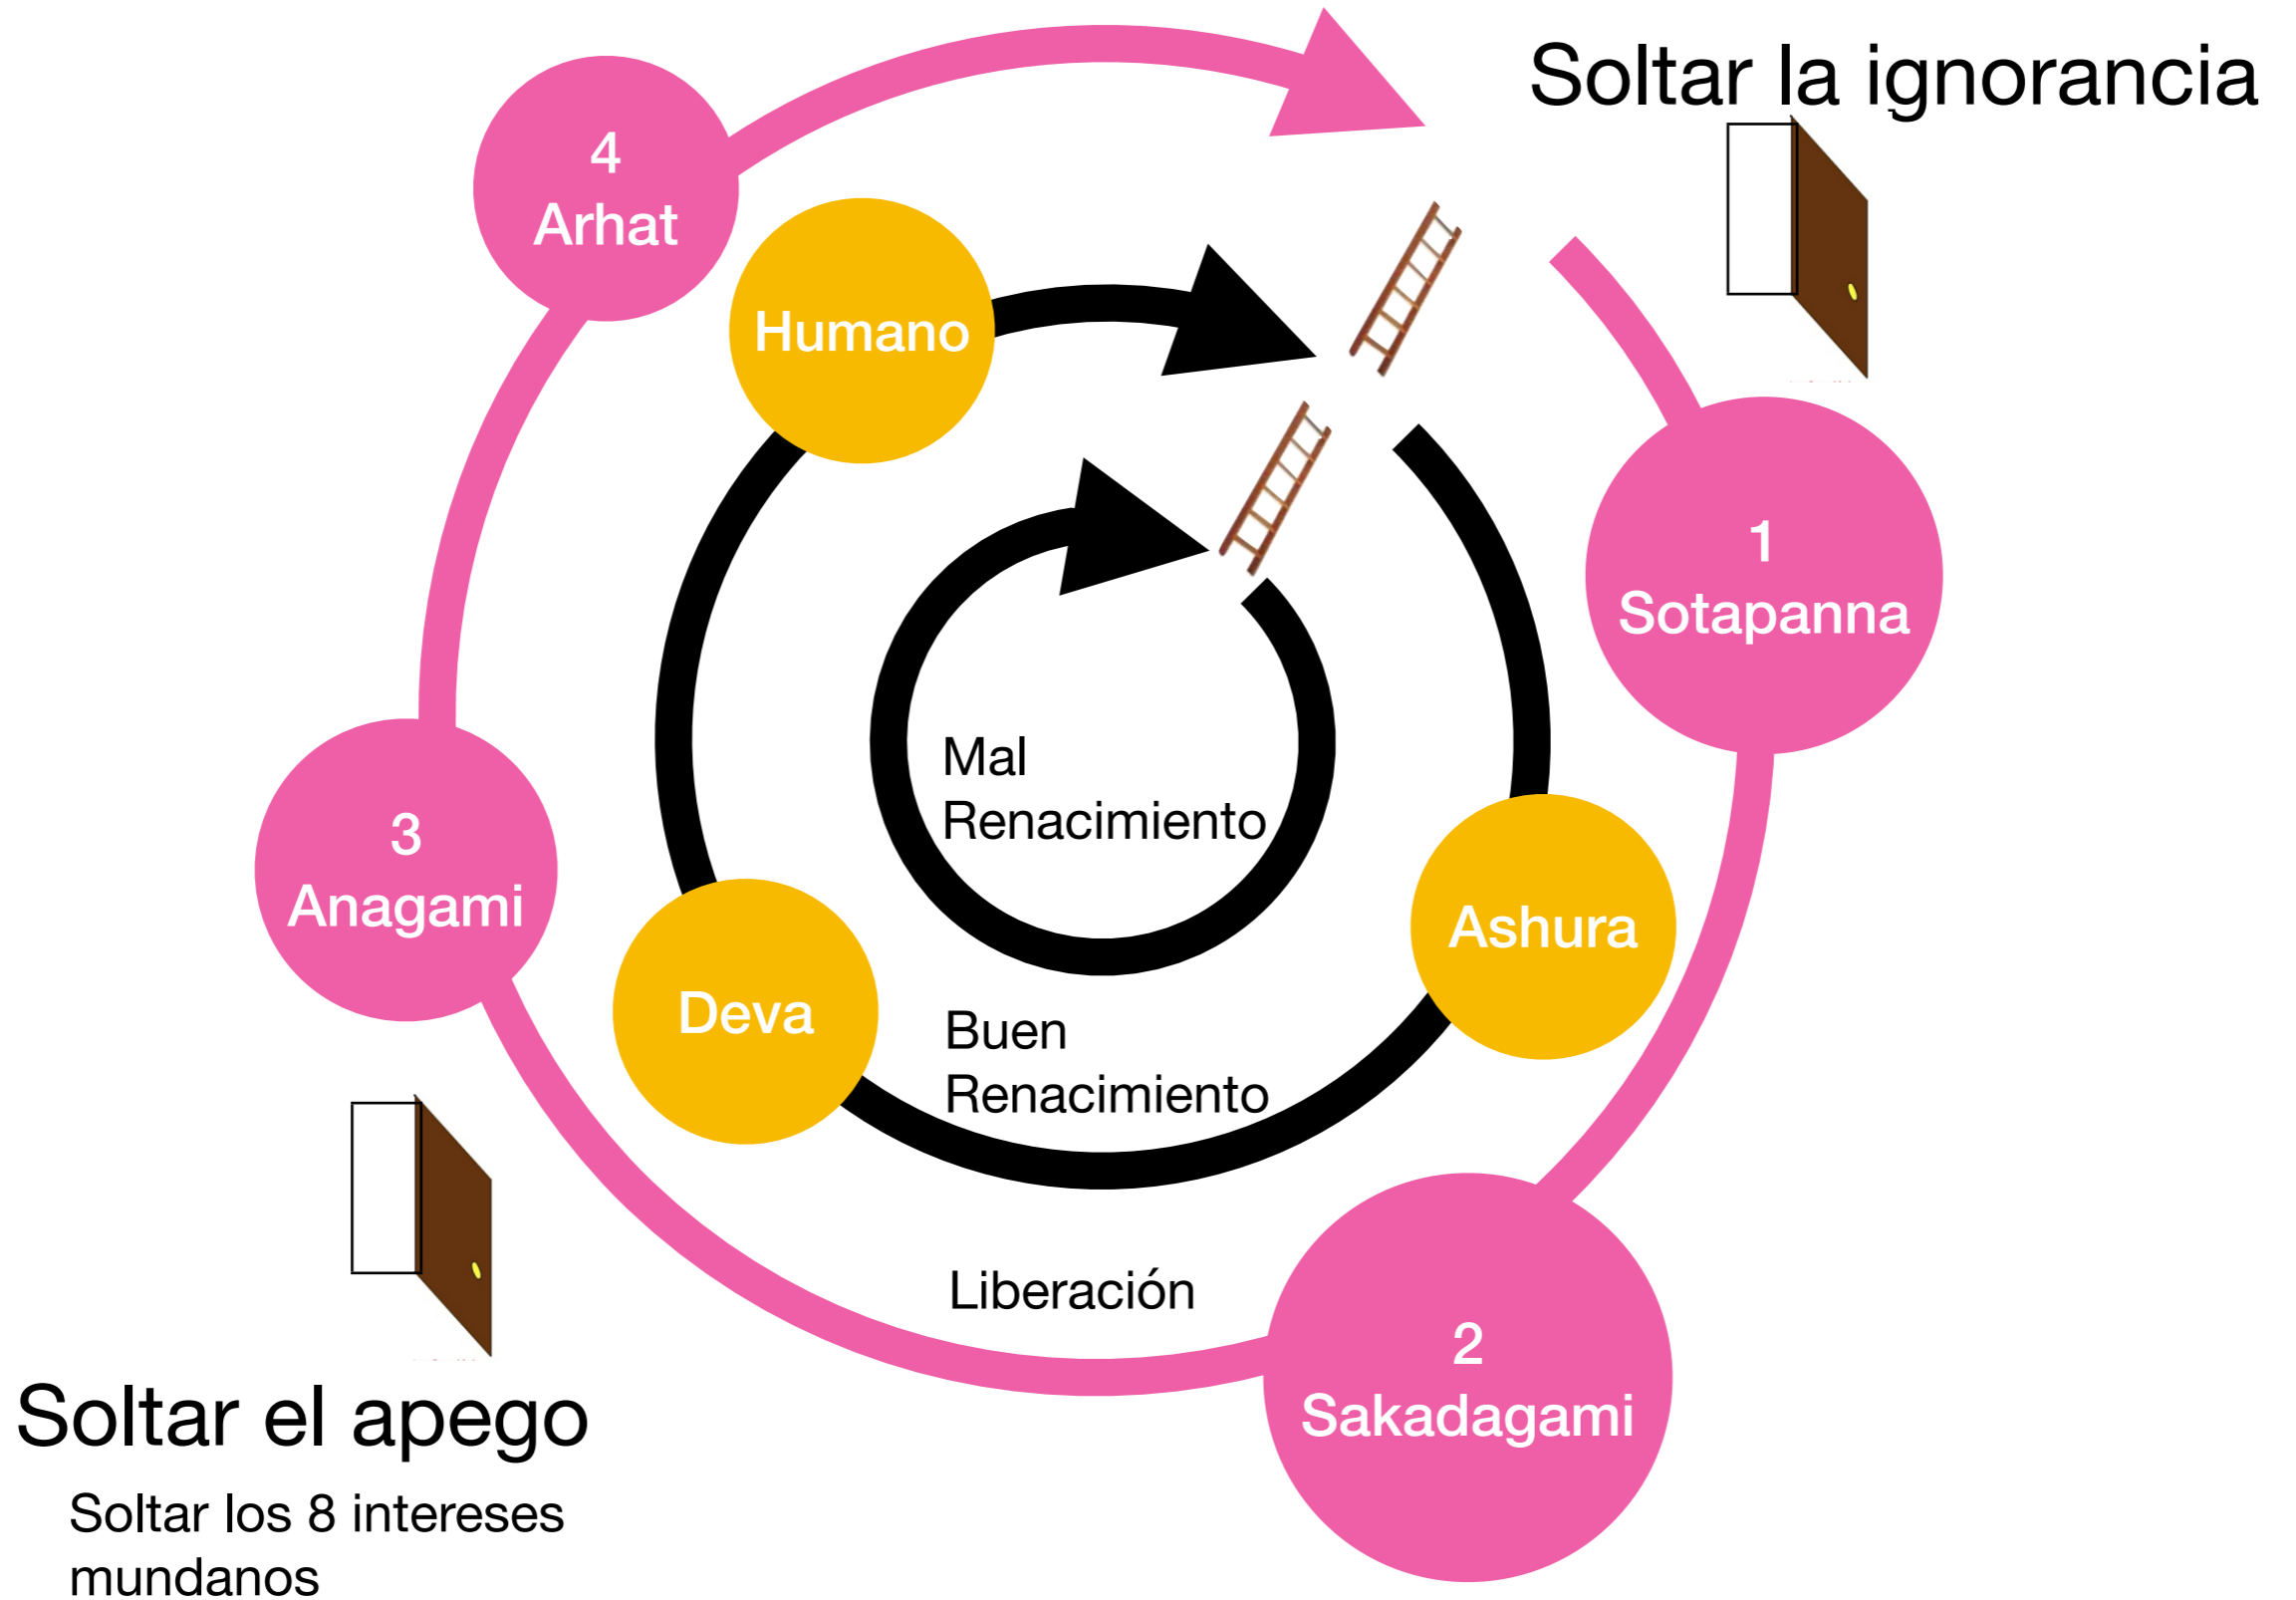 Soltar la ignorancia
4
Arhat
Humano
1
Sotapanna
Mal
Renacimiento
3
Anagami
Ashura
Deva
Buen
Renacimiento
Liberación
2
Sakadagami
Soltar el apego
Soltar los 8 intereses
mundanos